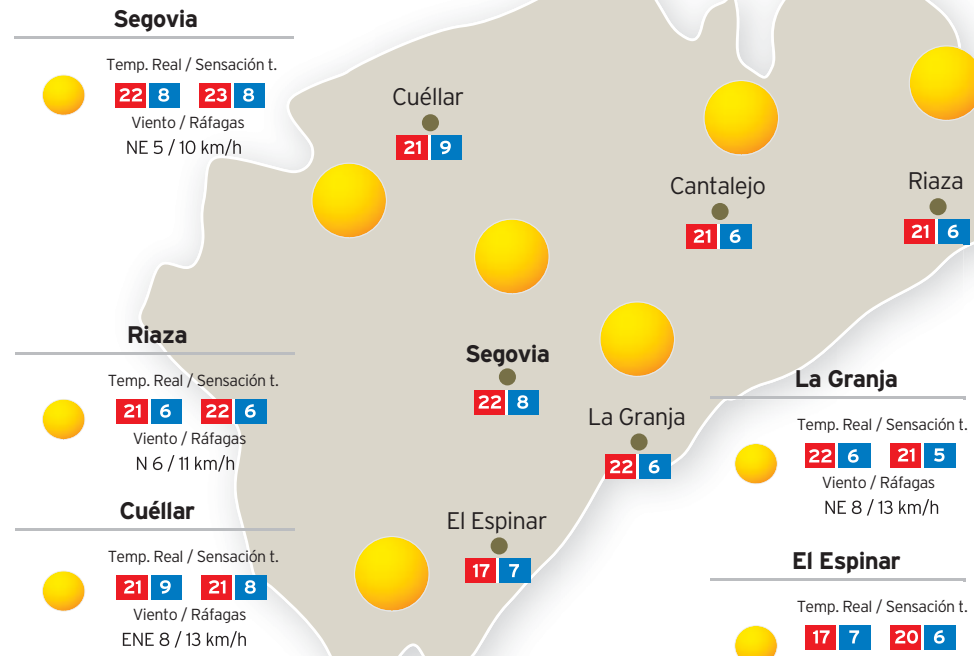 Segovia
Temp. Real / Sensación t.
22 8 23 8
Viento / Ráfagas
NE 5 / 10 km/h
Riaza
Temp. Real / Sensación t.
21 6 22 6
Viento / Ráfagas
N 6 / 11 km/h
Cuéllar
Temp. Real / Sensación t.
21 9 21 8
Viento / Ráfagas
ENE 8 / 13 km/h
Cuéllar
21 9
Cantalejo
21 6
Riaza
21 6
Segovia
22 8
La Granja
22 6
El Espinar
17 7
La Granja
Temp. Real / Sensación t.
22 6 21 5
Viento / Ráfagas
NE 8 / 13 km/h
El Espinar
Temp. Real / Sensación t.
17 7 20 6